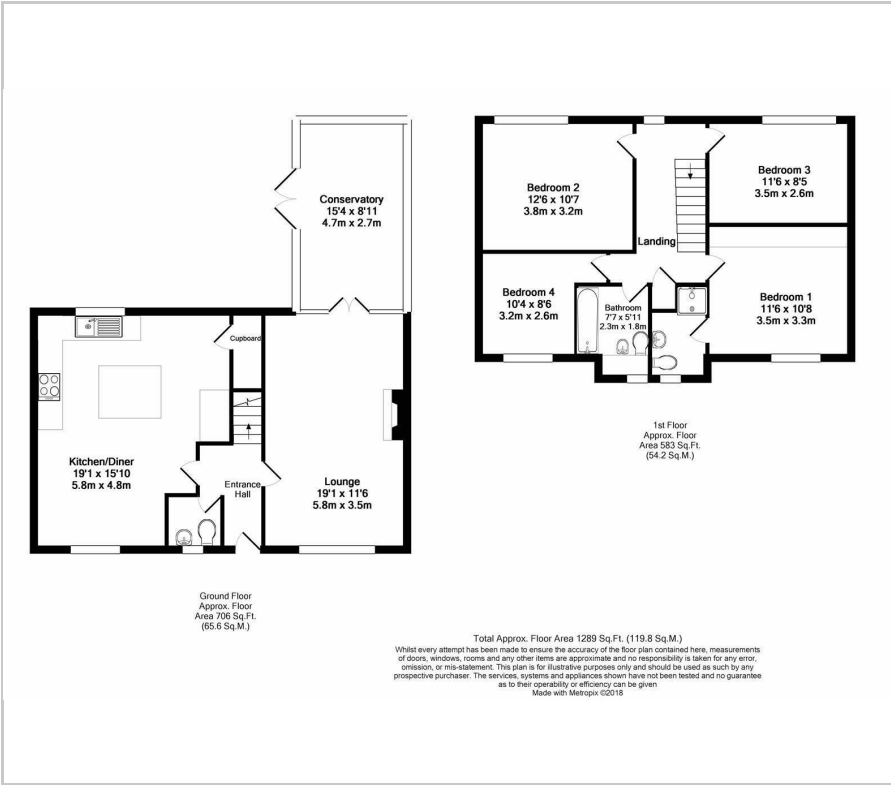 Conservatory
15'4 x 8'11
4.7m x 2.7m
Cupboard
Kitchen/Diner
19'1 x 15'10
5.8m x 4.8m
Entrance
Hall
Lounge
19'1 x 11'6
5.8m x 3.5m
Ground Floor
Approx. Floor
Area 706 Sq.Ft.
(65.6 Sq.M.)
Bedroom 2
12'6 x 10'7
3.8m x 3.2m
Bedroom 3
11'6 x 8'5
3.5m x 2.6m
Landing
Bedroom 4
10'4 x 8'6
3.2m x 2.6m
Bathroom
7'7 x 5'11
2.3m x 1.8m
Bedroom 1
11'6 x 10'8
3.5m x 3.3m
1st Floor
Approx. Floor
Area 583 Sq.Ft.
(54.2 Sq.M.)
Total Approx. Floor Area 1289 Sq.Ft. (119.8 Sq.M.)
Whilst every attempt has been made to ensure the accuracy of the floor plan contained here, measurements
of doors, windows, rooms and any other items are approximate and no responsibility is taken for any error,
omission, or mis-statement. This plan is for illustrative purposes only and should be used as such by any
prospective purchaser. The services, systems and appliances shown have not been tested and no guarantee
as to their operability or efficiency can be given
Made with Metropix ©2018